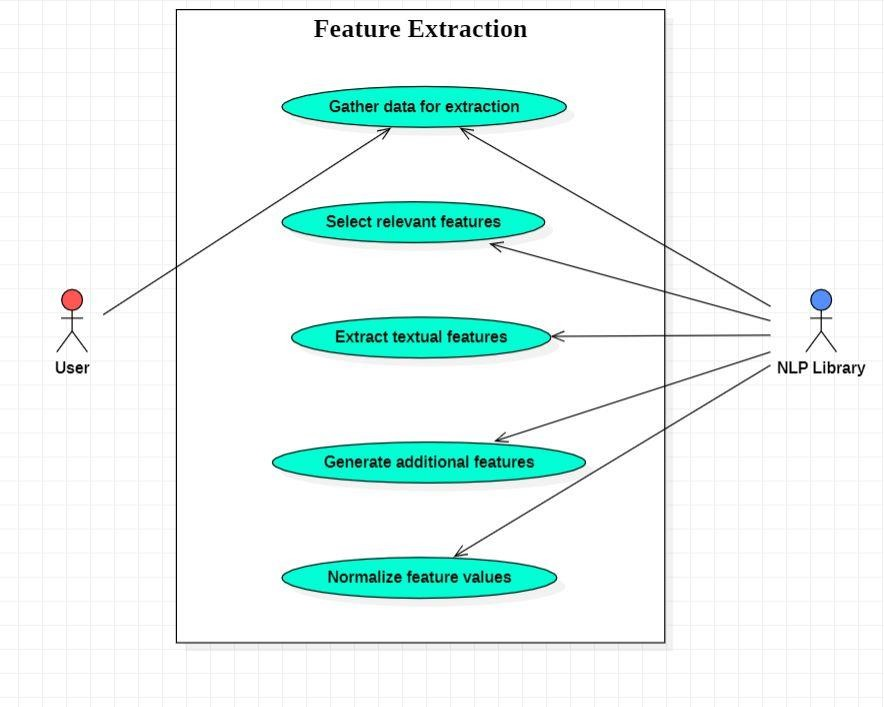 Feature Extraction
Gather data for extraction
Select relevant features
Extract textual features
User
NLP Library
Generate additional features
Normalize feature values